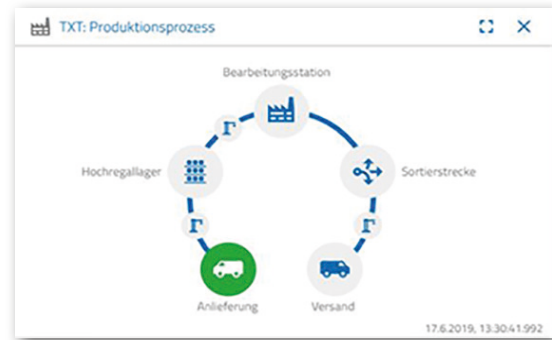 TXT: Produktionsprozess
Bearbeitungsstation
Hochregallager
Sortierstrecke
Anlieferung
Versand
17.6.2019, 13:30:41.992